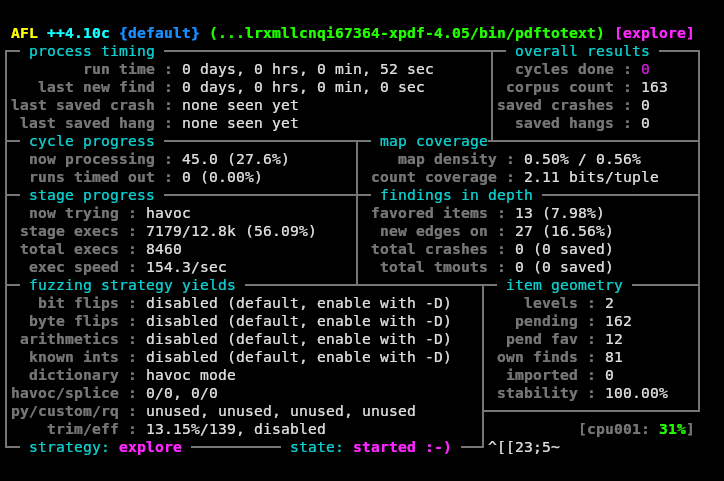 AFL ++4.10c {default} (...lrxmllcnqi67364-xpdf-4.05/bin/pdftotext) [explore]
process timing overall results
run time : 0 days, 0 hrs, 0 min, 52 sec cycles done : 0
last new find : 0 days, 0 hrs, 0 min, 0 sec corpus count : 163
last saved crash : none seen yet saved crashes : 0
last saved hang : none seen yet saved hangs : 0
cycle progress map coverage
now processing : 45.0 (27.6%) map density : 0.50% / 0.56%
runs timed out : 0 (0.00%) count coverage : 2.11 bits/tuple
stage progress findings in depth
now trying : havoc favored items : 13 (7.98%)
stage execs : 7179/12.8k (56.09%) new edges on : 27 (16.56%)
total execs : 8460 total crashes : 0 (0 saved)
exec speed : 154.3/sec total tmouts : 0 (0 saved)
fuzzing strategy yields item geometry
bit flips : disabled (default, enable with -D) levels : 2
byte flips : disabled (default, enable with -D) pending : 162
arithmetics : disabled (default, enable with -D) pend fav : 12
known ints : disabled (default, enable with -D) own finds : 81
dictionary : havoc mode imported : 0
havoc/splice : 0/0, 0/0 stability : 100.00%
py/custom/rq : unused, unused, unused, unused
trim/eff : 13.15%/139, disabled [cpu001: 31%]
strategy: explore state: started :-) ^[[23;5~